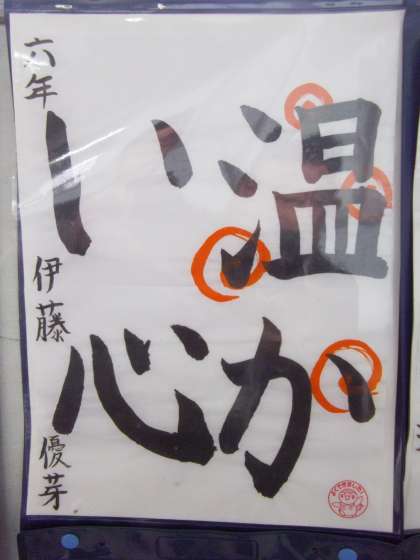 温か
い心
六年 伊藤 優芽